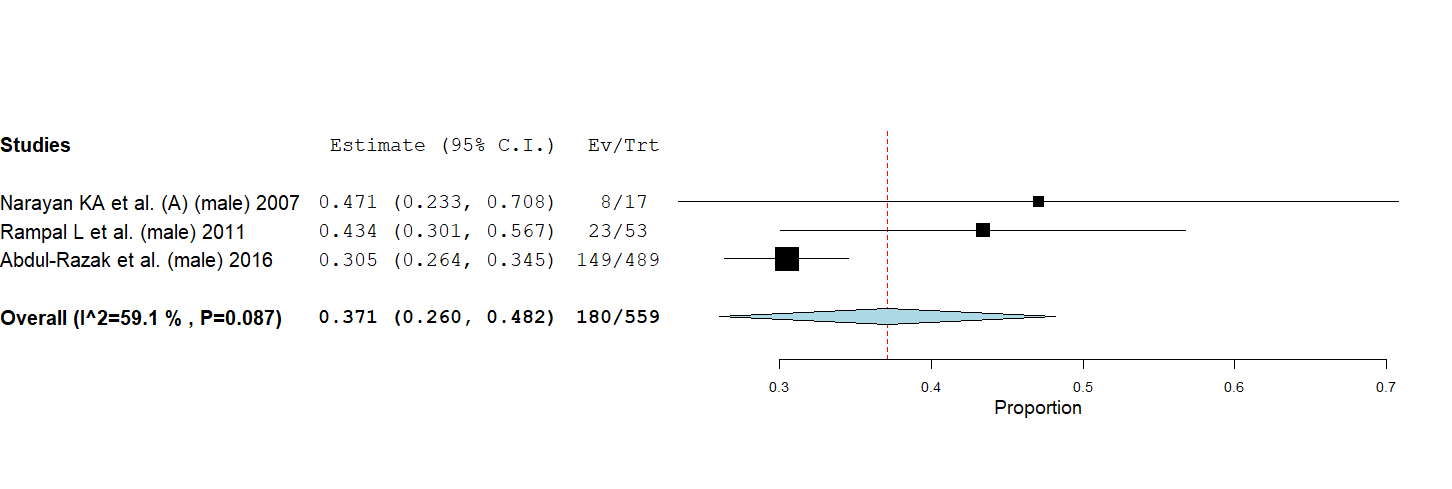 Studies Estimate (95% C.I.) Ev/Trt
Narayan KA et al. (A) (male) 2007 0.471 (0.233, 0.708) 8/17
Rampal L et al. (male) 2011 0.434 (0.301, 0.567) 23/53
Abdul-Razak et al. (male) 2016 0.305 (0.264, 0.345) 149/489
Overall (I^2=59.1 % , P=0.087) 0.371 (0.260, 0.482) 180/559
0.3 0.4 0.5 0.6 0.7
Proportion